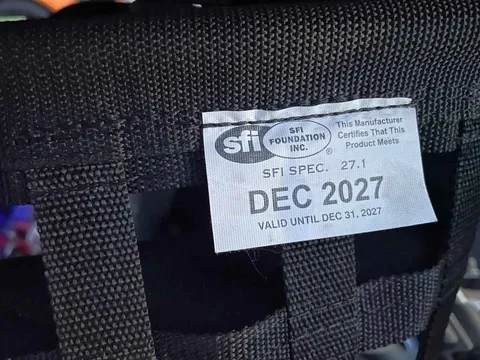 sfi
SFI
FOUNDATION
INC.
®
This Manufacturer
Certifies That This
Product Meets
SFI SPEC. 27.1
DEC 2027
VALID UNTIL DEC 31, 2027